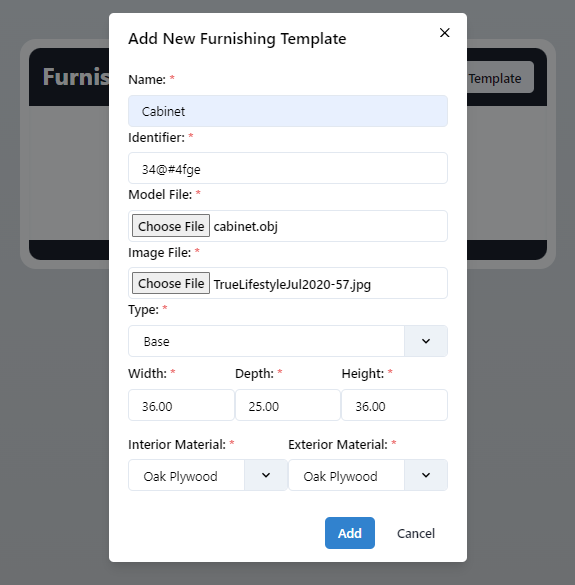 Add New Furnishing Template
Furnis
Template
Name: *
Cabinet
Identifier: *
34@#4fge
Model File: *
Choose File cabinet.obj
Image File: *
Choose File TrueLifestyleJul2020-57.jpg
Type: *
Base
Width: * Depth: * Height: *
36.00 25.00 36.00
Interior Material: * Exterior Material: *
Oak Plywood Oak Plywood
Add Cancel